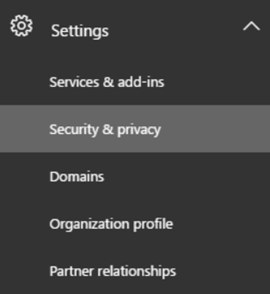 Settings
Services & add-ins
Security & privacy
Domains
Organization profile
Partner relationships